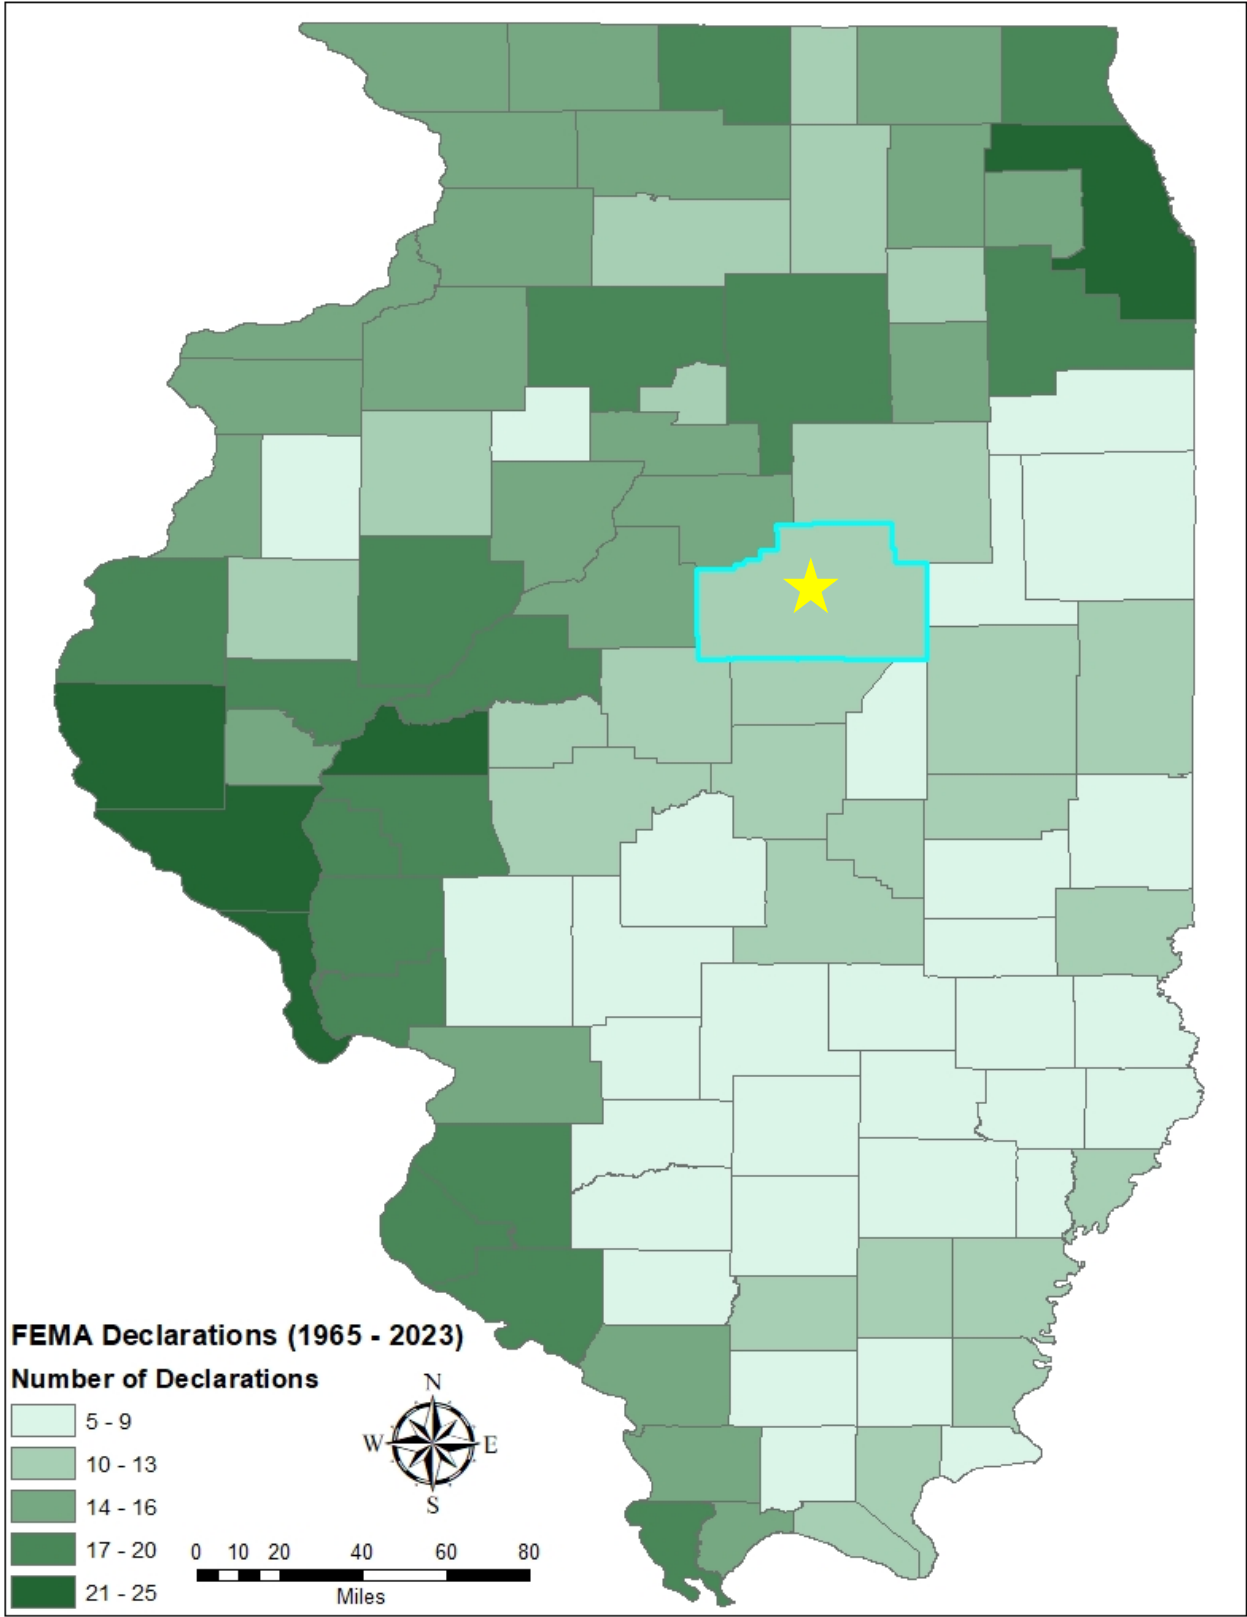 FEMA Declarations (1965 - 2023)
Number of Declarations
5 - 9
10 - 13
14 - 16
17 - 20
21 - 25
N
W E
S
0 10 20 40 60 80
Miles